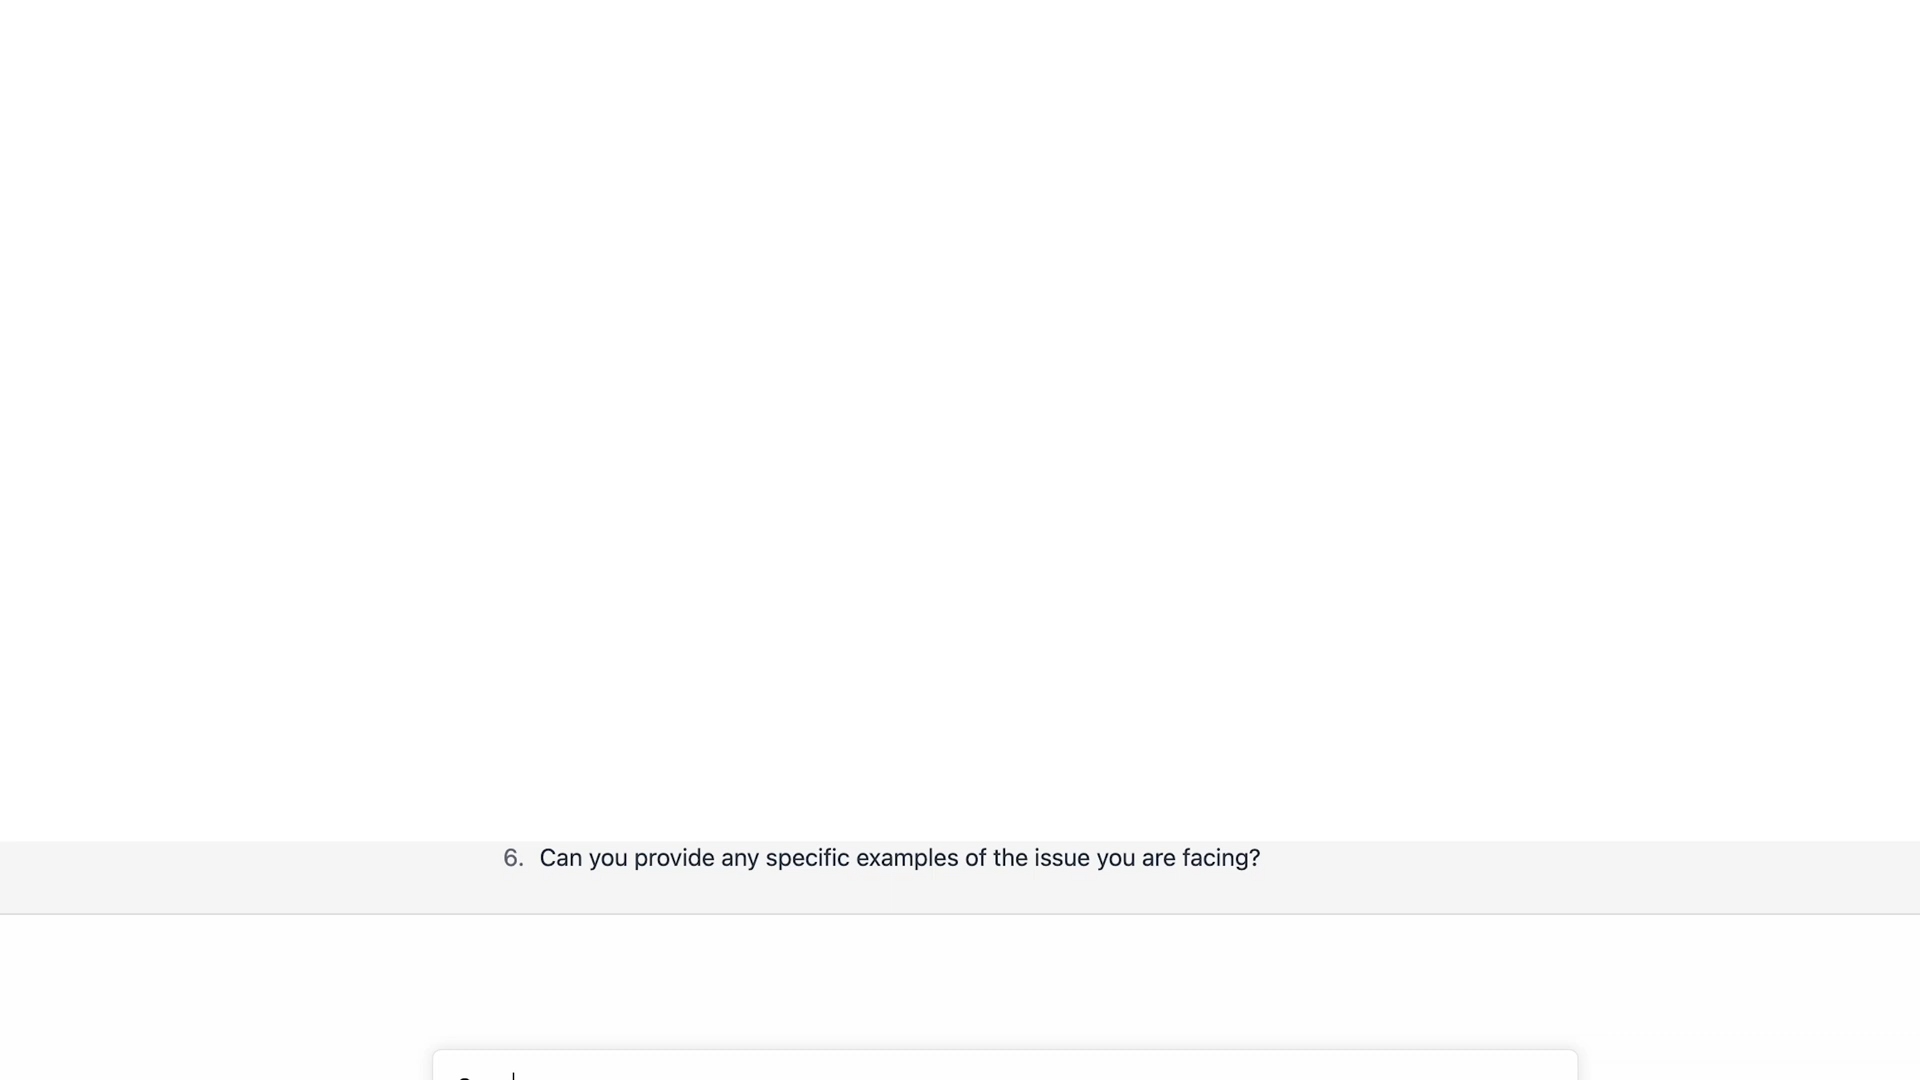 6. Can you provide any specific examples of the issue you are facing?